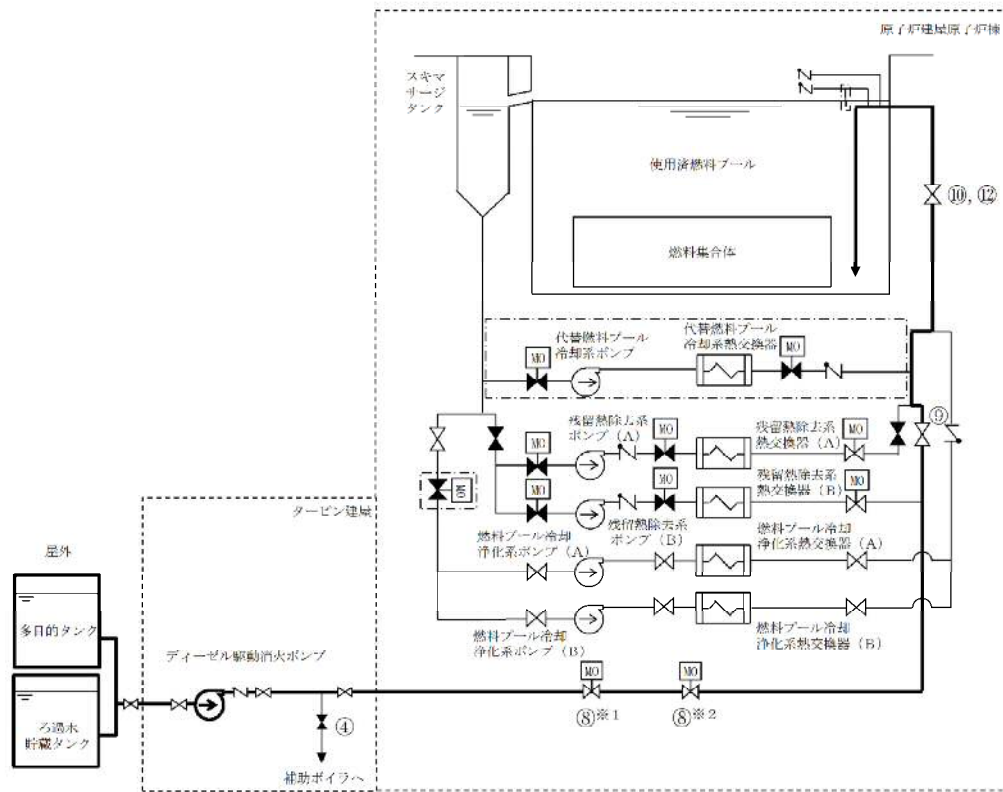 原子炉建屋原子炉棟
スキマ
サージ
タンク
使用済燃料プール
⑩, ⑫
燃料集合体
代替燃料プール
冷却系ポンプ
代替燃料プール
冷却系熱交換器
MO
MO
残留熱除去系
ポンプ（A）
残留熱除去系
熱交換器（A）
⑨
MO
MO
MO
MO
残留熱除去系
熱交換器（B）
MO
MO
MO
タービン建屋
燃料プール冷却
浄化系ポンプ（A）
残留熱除去系
ポンプ（B）
燃料プール冷却
浄化系熱交換器（A）
屋外
多目的タンク
燃料プール冷却
浄化系ポンプ（B）
燃料プール冷却
浄化系熱交換器（B）
ディーゼル駆動消火ポンプ
MO
MO
ろ過水
貯蔵タンク
④
⑧※1
⑧※2
補助ボイラへ